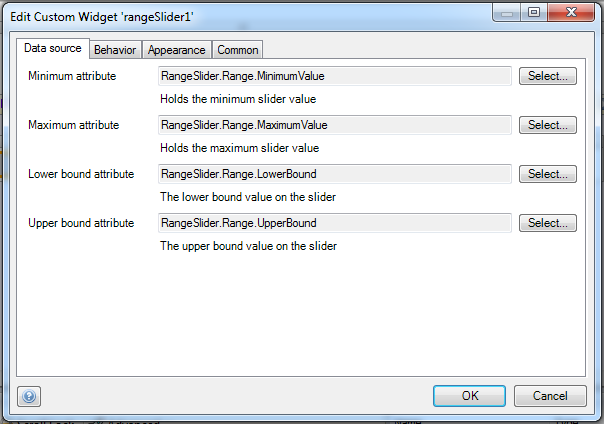 Edit Custom Widget 'rangeSlider1'
Data source Behavior Appearance Common
Minimum attribute RangeSlider.Range.MinimumValue Select...
Holds the minimum slider value
Maximum attribute RangeSlider.Range.MaximumValue Select...
Holds the maximum slider value
Lower bound attribute RangeSlider.Range.LowerBound Select...
The lower bound value on the slider
Upper bound attribute RangeSlider.Range.UpperBound Select...
The upper bound value on the slider
OK Cancel